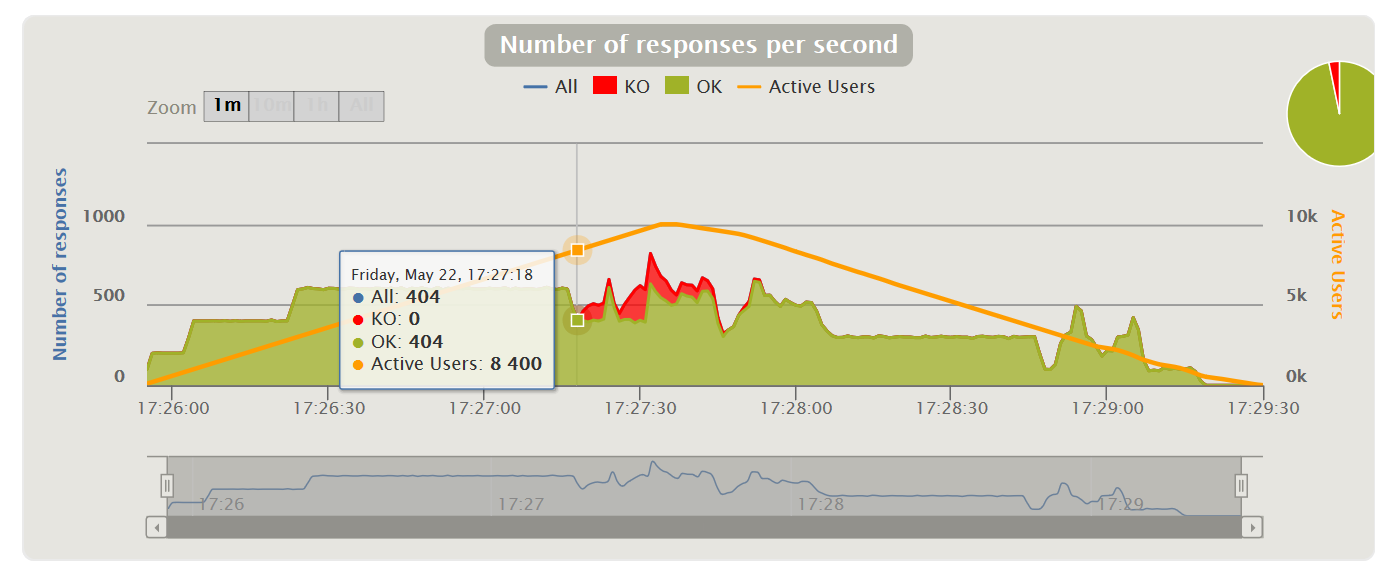 Number of responses per second
All KO OK Active Users
Zoom 1m 10m 1h All
Number of responses
1000
500
0
10k
5k
0k
Active Users
Friday, May 22, 17:27:18
All: 404
KO: 0
OK: 404
Active Users: 8 400
17:26:00 17:26:30 17:27:00 17:27:30 17:28:00 17:28:30 17:29:00 17:29:30
17:26 17:27 17:28 17:29